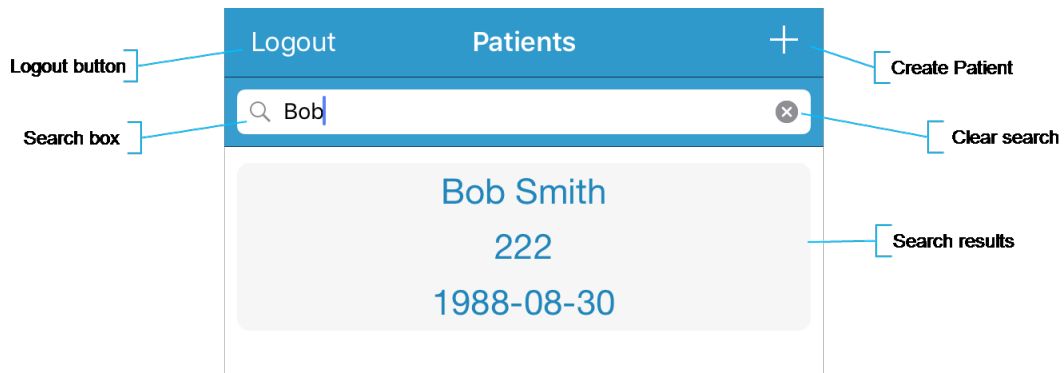 Logout Patients
Logout button
Create Patient
Bob
Search box
Clear search
Bob Smith
222
Search results
1988-08-30